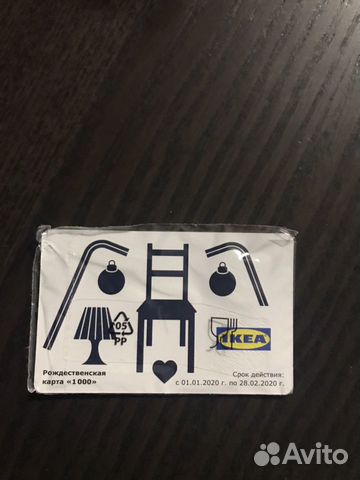 05
PP
IKEA
Рождественская
карта «1000»
Срок действия:
с 01.01.2020 г. по 28.02.2020 г.
Avito